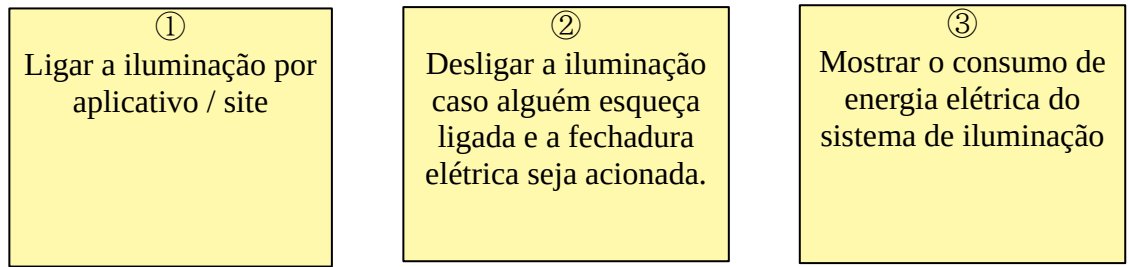 ①
Ligar a iluminação por
aplicativo / site
②
Desligar a iluminação
caso alguém esqueça
ligada e a fechadura
elétrica seja acionada.
③
Mostrar o consumo de
energia elétrica do
sistema de iluminação